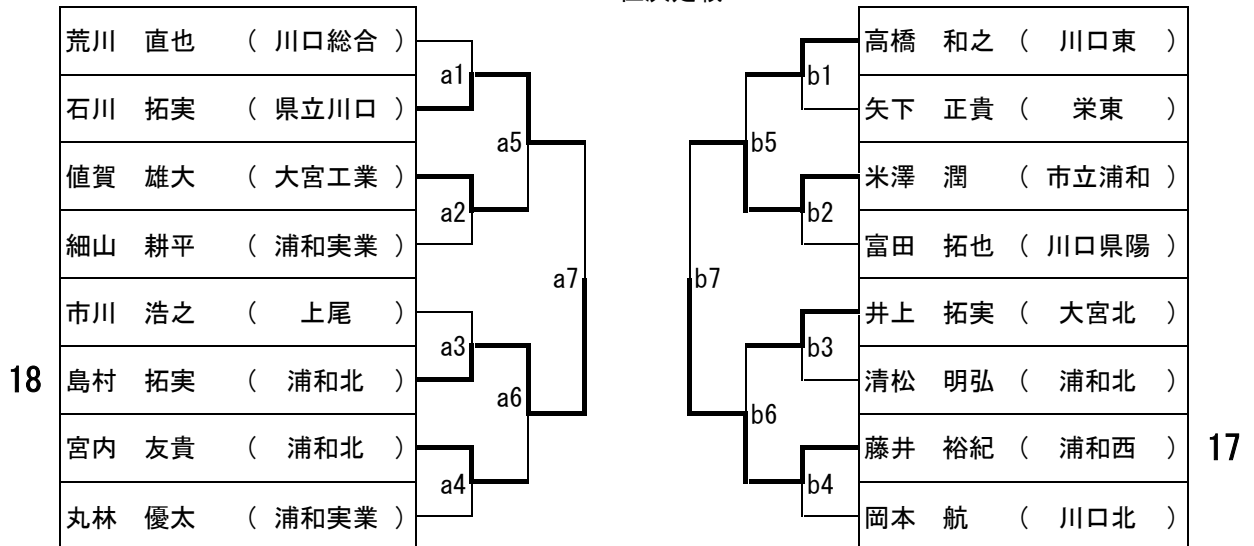 荒川 直也 ( 川口総合 )
石川 拓実 ( 県立川口 )
値賀 雄大 ( 大宮工業 )
細山 耕平 ( 浦和実業 )
市川 浩之 ( 上尾 )
18 島村 拓実 ( 浦和北 )
宮内 友貴 ( 浦和北 )
丸林 優太 ( 浦和実業 )
a1
a2
a3
a4
a5
a6
a7
b7
b5
b6
b1
b2
b3
b4
高橋 和之 ( 川口東 )
矢下 正貴 ( 栄東 )
米澤 潤 ( 市立浦和 )
富田 拓也 ( 川口県陽 )
井上 拓実 ( 大宮北 )
清松 明弘 ( 浦和北 )
藤井 裕紀 ( 浦和西 ) 17
岡本 航 ( 川口北 )